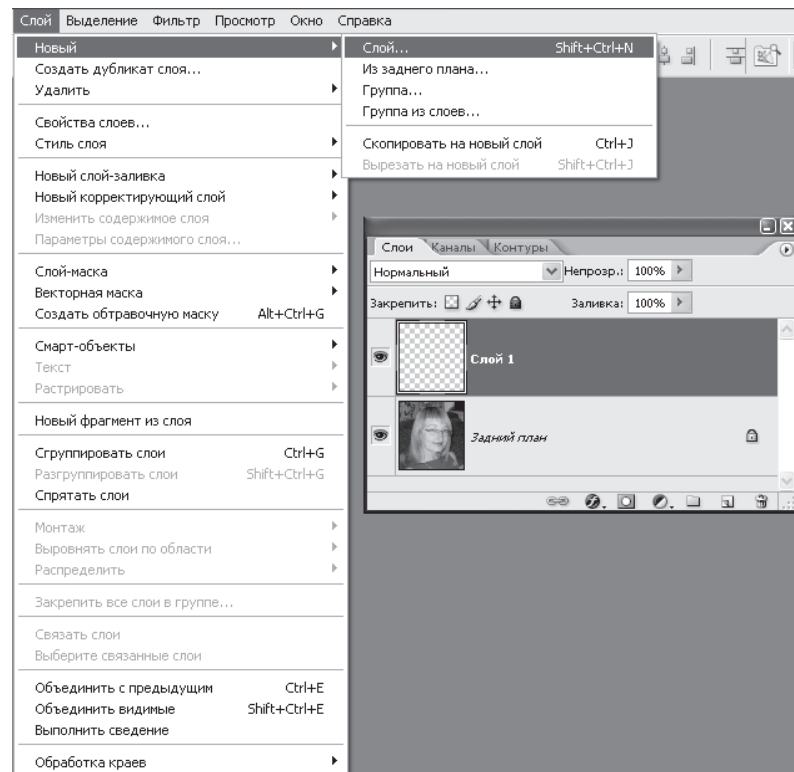 Слой Выделение Фильтр Просмотр Окно Справка
Новый
Создать дубликат слоя...
Удалить
Свойства слоев...
Стиль слоя
Новый слой-заливка
Новый корректирующий слой
Изменить содержимое слоя
Параметры содержимого слоя...
Слой-маска
Векторная маска
Создать обтравочную маску Alt+Ctrl+G
Смарт-объекты
Текст
Растрировать
Новый фрагмент из слоя
Сгруппировать слои Ctrl+G
Разгруппировать слои Shift+Ctrl+G
Спрятать слои
Монтаж
Выровнять слои по области
Распределить
Закрепить все слои в группе...
Связать слои
Выберите связанные слои
Объединить с предыдущим Ctrl+E
Объединить видимые Shift+Ctrl+E
Выполнить сведение
Обработка краев
Слой... Shift+Ctrl+N
Из заднего плана...
Группа...
Группа из слоев...
Скопировать на новый слой Ctrl+J
Вырезать на новый слой Shift+Ctrl+J
Слои Каналы Контуры
Нормальный Непрозр.: 100%
Закрепить: Заливка: 100%
Слой 1
Задний план